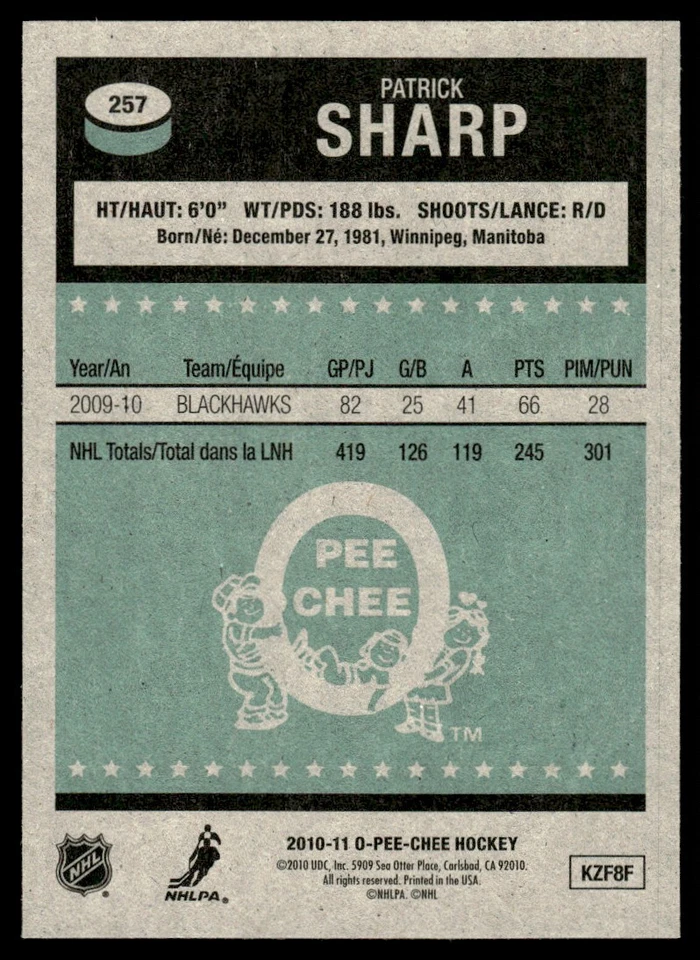 257
PATRICK
SHARP
HT/HAUT: 6'0" WT/PDS: 188 lbs. SHOOTS/LANCE: R/D
Born/Né: December 27, 1981, Winnipeg, Manitoba
Year/An Team/Équipe GP/PJ G/B A PTS PIM/PUN
2009-10 BLACKHAWKS 82 25 41 66 28
NHL Totals/Total dans la LNH 419 126 119 245 301
O
PEE
CHEE
TM
NHL
®
NHLPA®
2010-11 O-PEE-CHEE HOCKEY
©2010 UDC, Inc. 5909 Sea Otter Place, Carlsbad, CA 92010.
All rights reserved. Printed in the USA.
©NHLPA. ©NHL
KZF8F